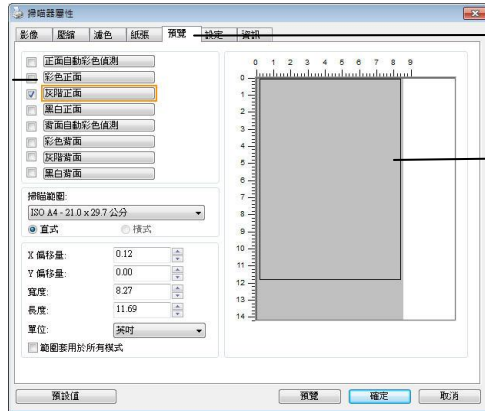 掃瞄器屬性
影像 壓縮 濾色 紙張 預覽 設定 資訊
正面自動彩色偵測
彩色正面
灰階正面
黑白正面
背面自動彩色偵測
彩色背面
灰階背面
黑白背面
掃瞄範圍:
ISO A4 - 21.0 x 29.7 公分
直式 橫式
X 偏移量: 0.12
Y 偏移量: 0.00
寬度: 8.27
長度: 11.69
單位: 英吋
範圍套用於所有模式
0 1 2 3 4 5 6 7 8 9
0
1
2
3
4
5
6
7
8
9
10
11
12
13
14
預設值 預覽 確定 取消